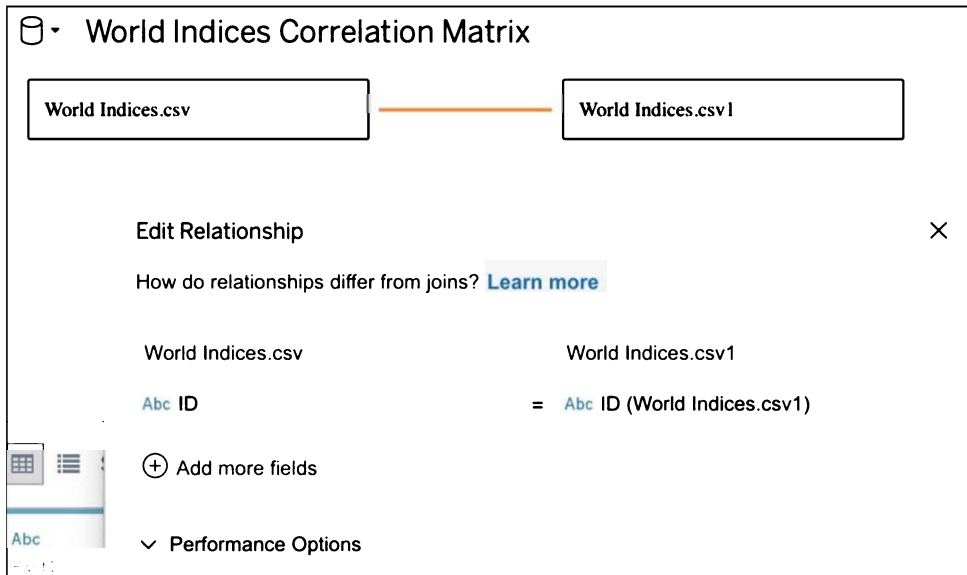 World Indices Correlation Matrix
World Indices.csv World Indices.csv1
Edit Relationship
How do relationships differ from joins? Learn more
World Indices.csv World Indices.csv1
Abc ID = Abc ID (World Indices.csv1)
Add more fields
Performance Options
Abc